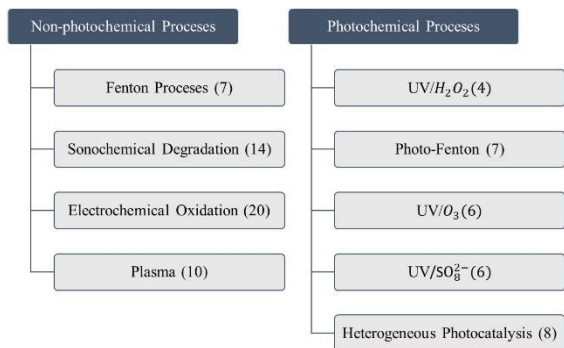 Non-photochemical Proceses
Fenton Proceses (7)
Sonochemical Degradation (14)
Electrochemical Oxidation (20)
Plasma (10)
Photochemical Proceses
UV/H₂O₂(4)
Photo-Fenton (7)
UV/O₃(6)
UV/SO₈²⁻(6)
Heterogeneous Photocatalysis (8)